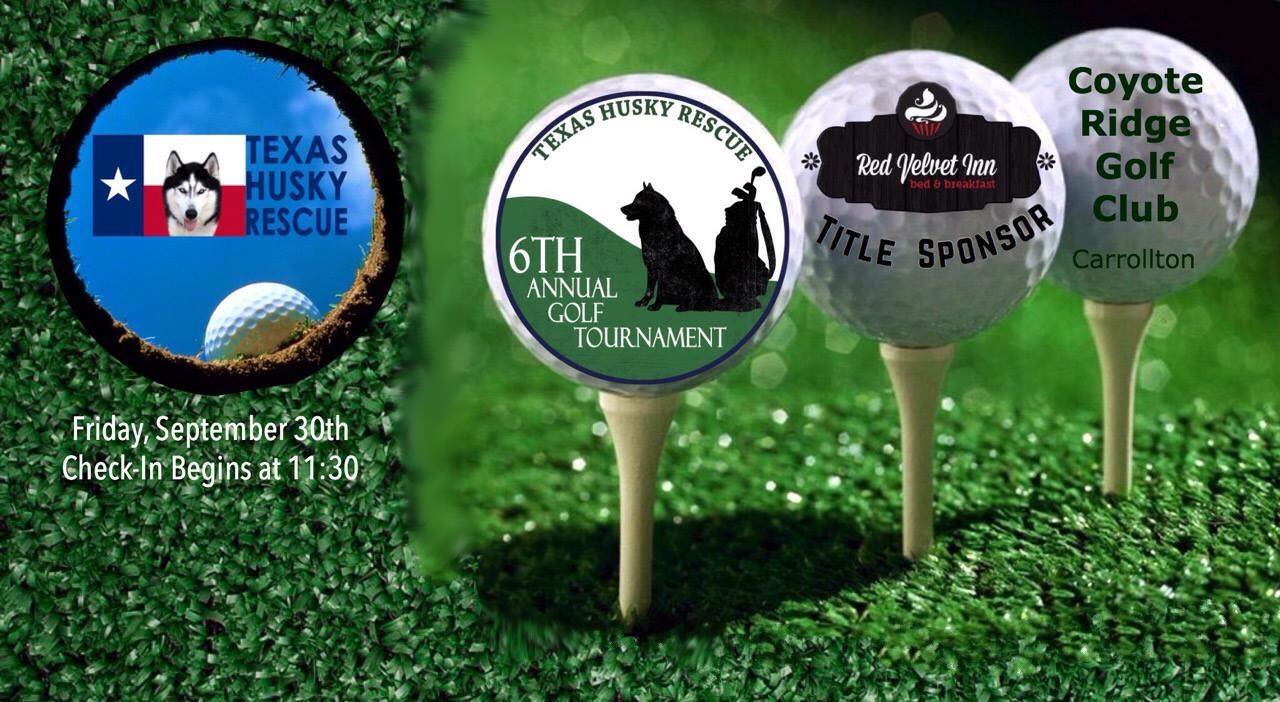 TEXAS
HUSKY
RESCUE
Friday, September 30th
Check-In Begins at 11:30
TEXAS HUSKY RESCUE
6TH
ANNUAL
GOLF
TOURNAMENT
Red Velvet Inn
bed & breakfast
TITLE SPONSOR
Coyote
Ridge
Golf
Club
Carrollton